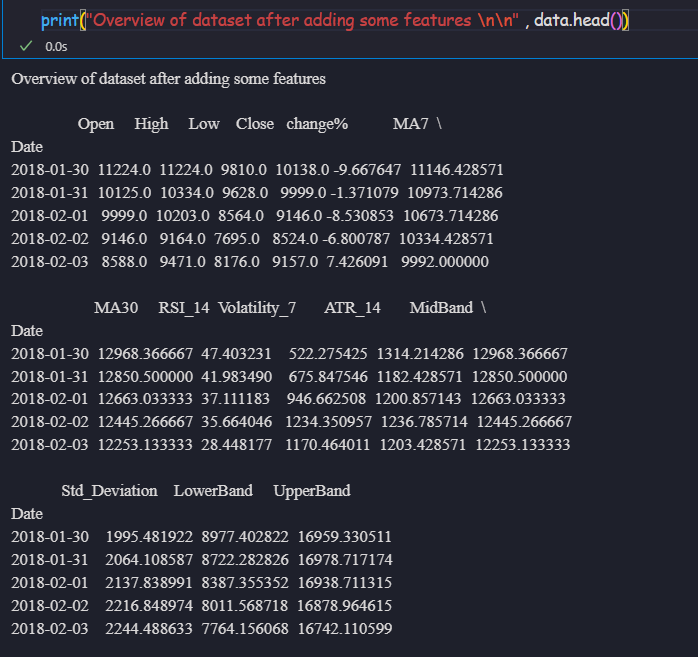 print("Overview of dataset after adding some features \n\n" , data.head())
0.0s
Overview of dataset after adding some features
Open High Low Close change% MA7 \
Date
2018-01-30 11224.0 11224.0 9810.0 10138.0 -9.667647 11146.428571
2018-01-31 10125.0 10334.0 9628.0 9999.0 -1.371079 10973.714286
2018-02-01 9999.0 10203.0 8564.0 9146.0 -8.530853 10673.714286
2018-02-02 9146.0 9164.0 7695.0 8524.0 -6.800787 10334.428571
2018-02-03 8588.0 9471.0 8176.0 9157.0 7.426091 9992.000000
MA30 RSI_14 Volatility_7 ATR_14 MidBand \
Date
2018-01-30 12968.366667 47.403231 522.275425 1314.214286 12968.366667
2018-01-31 12850.500000 41.983490 675.847546 1182.428571 12850.500000
2018-02-01 12663.033333 37.111183 946.662508 1200.857143 12663.033333
2018-02-02 12445.266667 35.664046 1234.350957 1236.785714 12445.266667
2018-02-03 12253.133333 28.448177 1170.464011 1203.428571 12253.133333
Std_Deviation LowerBand UpperBand
Date
2018-01-30 1995.481922 8977.402822 16959.330511
2018-01-31 2064.108587 8722.282826 16978.717174
2018-02-01 2137.838991 8387.355352 16938.711315
2018-02-02 2216.848974 8011.568718 16878.964615
2018-02-03 2244.488633 7764.156068 16742.110599